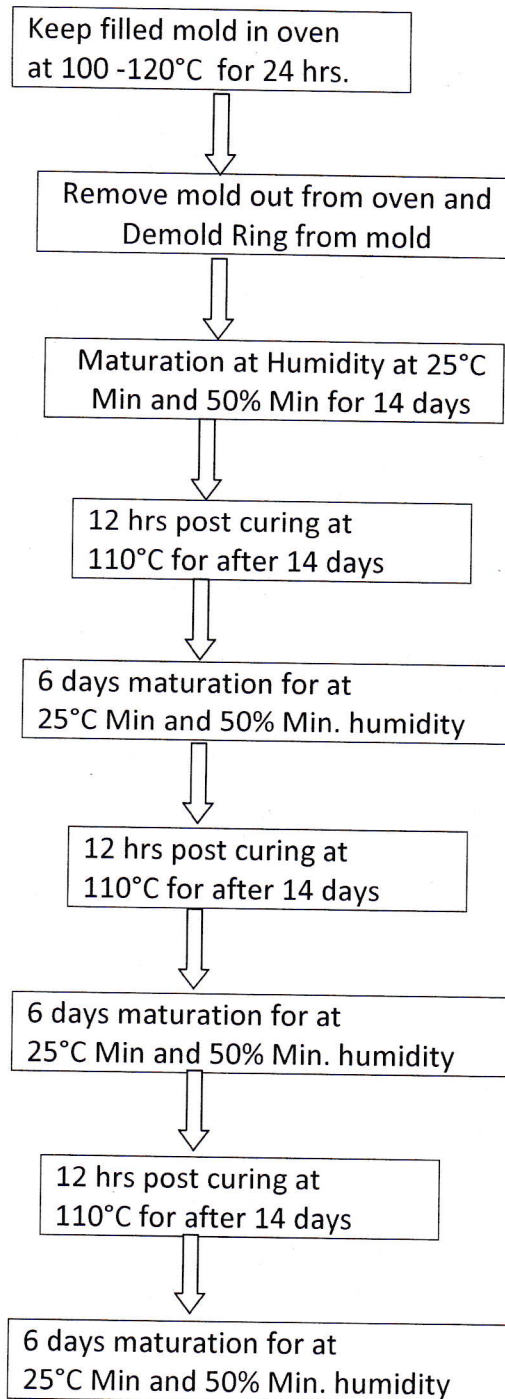 Keep filled mold in oven
at 100 -120°C for 24 hrs.
Remove mold out from oven and
Demold Ring from mold
Maturation at Humidity at 25°C
Min and 50% Min for 14 days
12 hrs post curing at
110°C for after 14 days
6 days maturation for at
25°C Min and 50% Min. humidity
12 hrs post curing at
110°C for after 14 days
6 days maturation for at
25°C Min and 50% Min. humidity
12 hrs post curing at
110°C for after 14 days
6 days maturation for at
25°C Min and 50% Min. humidity